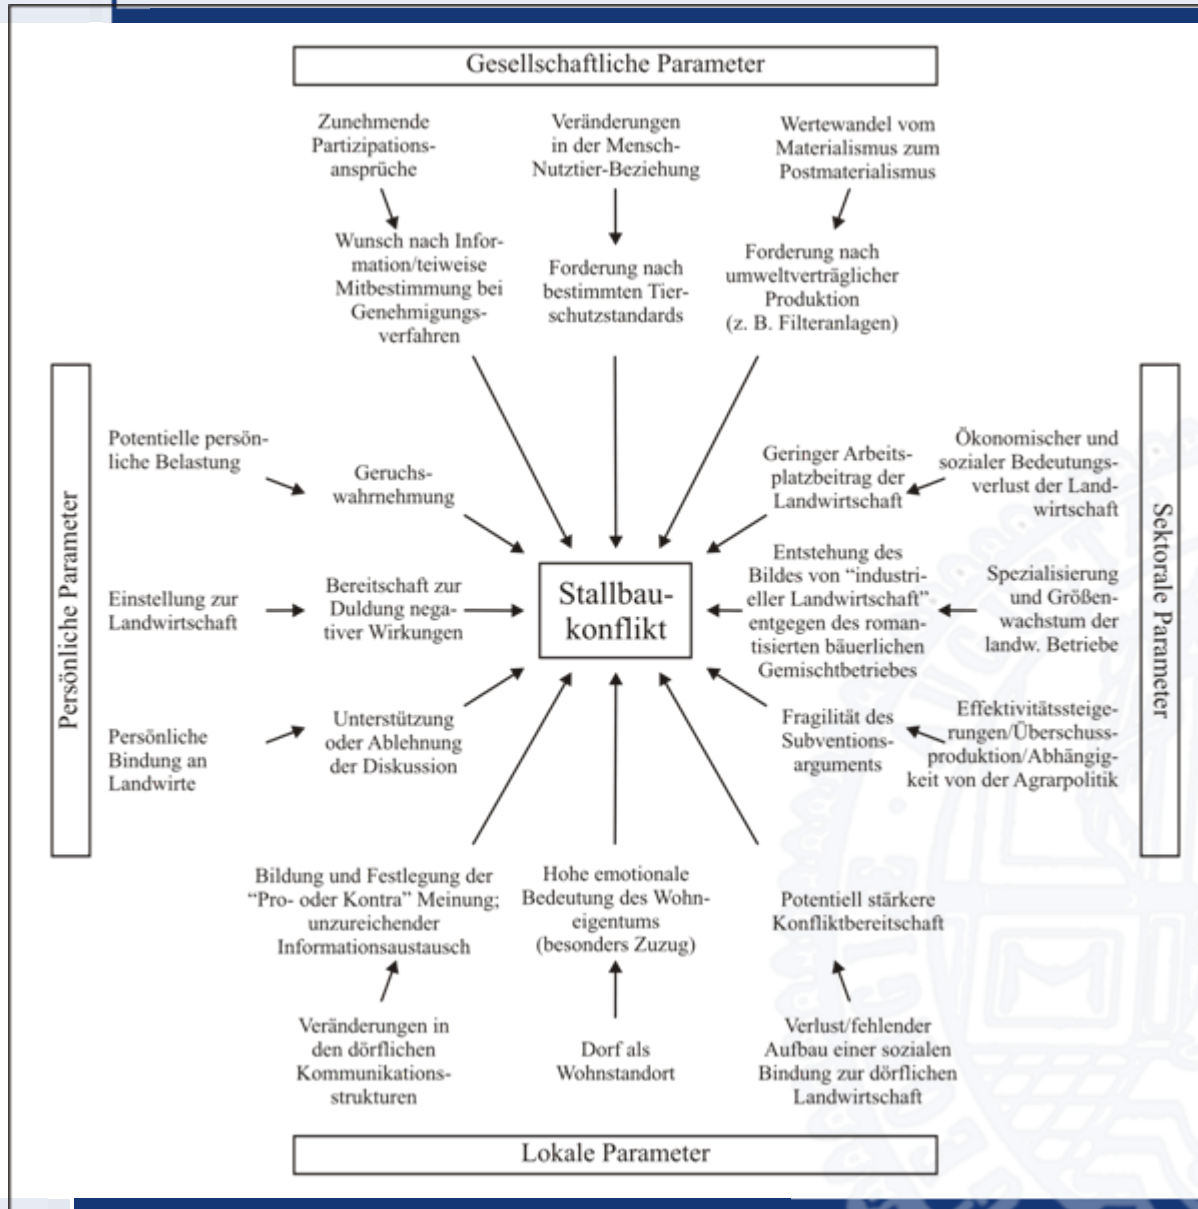 Gesellschaftliche Parameter
Zunehmende
Partizipations-
ansprüche
Veränderungen
in der Mensch-
Nutztier-Beziehung
Wertewandel vom
Materialismus zum
Postmaterialismus
Wunsch nach Infor-
mation/teiweise
Mitbestimmung bei
Genehmigungs-
verfahren
Forderung nach
bestimmten Tier-
schutzstandards
Forderung nach
umweltverträglicher
Produktion
(z. B. Filteranlagen)
Persönliche Parameter
Potentielle persön-
liche Belastung
Geruchs-
wahrnehmung
Einstellung zur
Landwirtschaft
Bereitschaft zur
Duldung nega-
tiver Wirkungen
Persönliche
Bindung an
Landwirte
Unterstützung
oder Ablehnung
der Diskussion
Stallbau-
konflikt
Geringer Arbeits-
platzbeitrag der
Landwirtschaft
Ökonomischer und
sozialer Bedeutungs-
verlust der Land-
wirtschaft
Entstehung des
Bildes von “industri-
eller Landwirtschaft”
entgegen des roman-
tisierten bäuerlichen
Gemischtbetriebes
Spezialisierung
und Größen-
wachstum der
landw. Betriebe
Fragilität des
Subventions-
arguments
Effektivitätssteige-
rungen/Überschuss-
produktion/Abhängig-
keit von der Agrarpolitik
Sektorale Parameter
Bildung und Festlegung der
“Pro- oder Kontra” Meinung;
unzureichender
Informationsaustausch
Hohe emotionale
Bedeutung des Wohn-
eigentums
(besonders Zuzug)
Potentiell stärkere
Konfliktbereitschaft
Veränderungen in
den dörflichen
Kommunikations-
strukturen
Dorf als
Wohnstandort
Verlust/fehlender
Aufbau einer sozialen
Bindung zur dörflichen
Landwirtschaft
Lokale Parameter